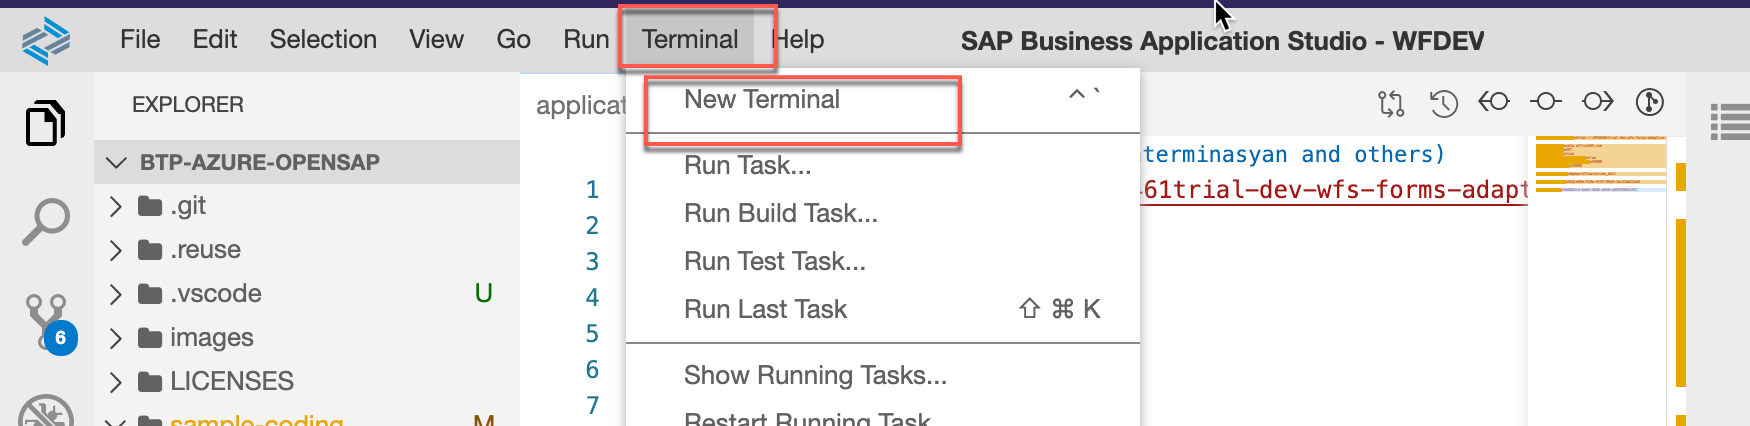 File Edit Selection View Go Run Terminal Help SAP Business Application Studio - WFDEV
EXPLORER
BTP-AZURE-OPENSAP
.git
.reuse
.vscode U
images
LICENSES
sample-coding M
6
applicat
New Terminal ^ `
Run Task...
Run Build Task...
Run Test Task...
Run Last Task ⇧ ⌘ K
Show Running Tasks...
Restart Running Task
terminasyan and others)
61trial-dev-wfs-forms-adapt
1
2
3
4
5
6
7